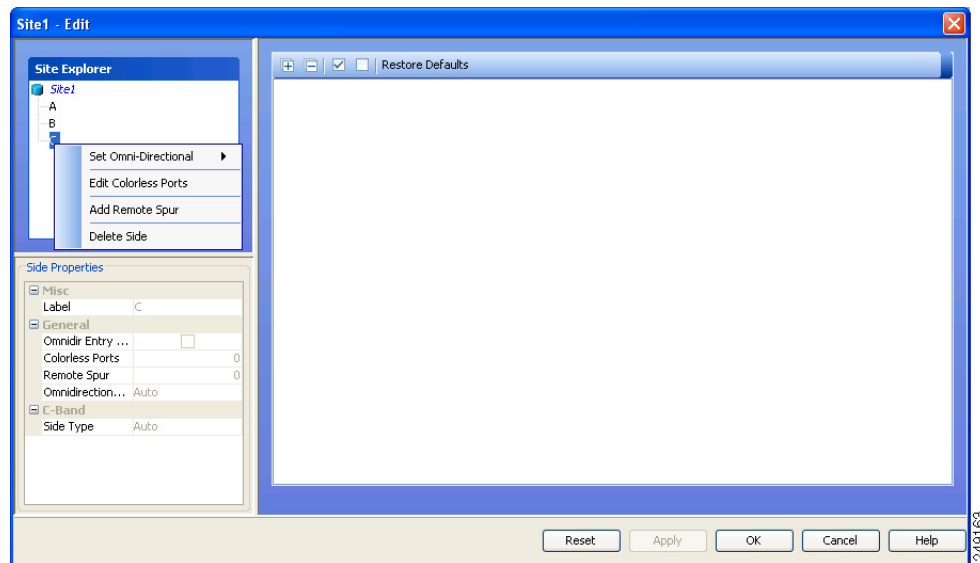 Site1 - Edit
Site Explorer
Site1
A
B
C
Set Omni-Directional
Edit Colorless Ports
Add Remote Spur
Delete Side
Side Properties
Misc
Label C
General
Omnidir Entry ...
Colorless Ports 0
Remote Spur 0
Omnidirection... Auto
C-Band
Side Type Auto
Restore Defaults
Reset Apply OK Cancel Help
249163